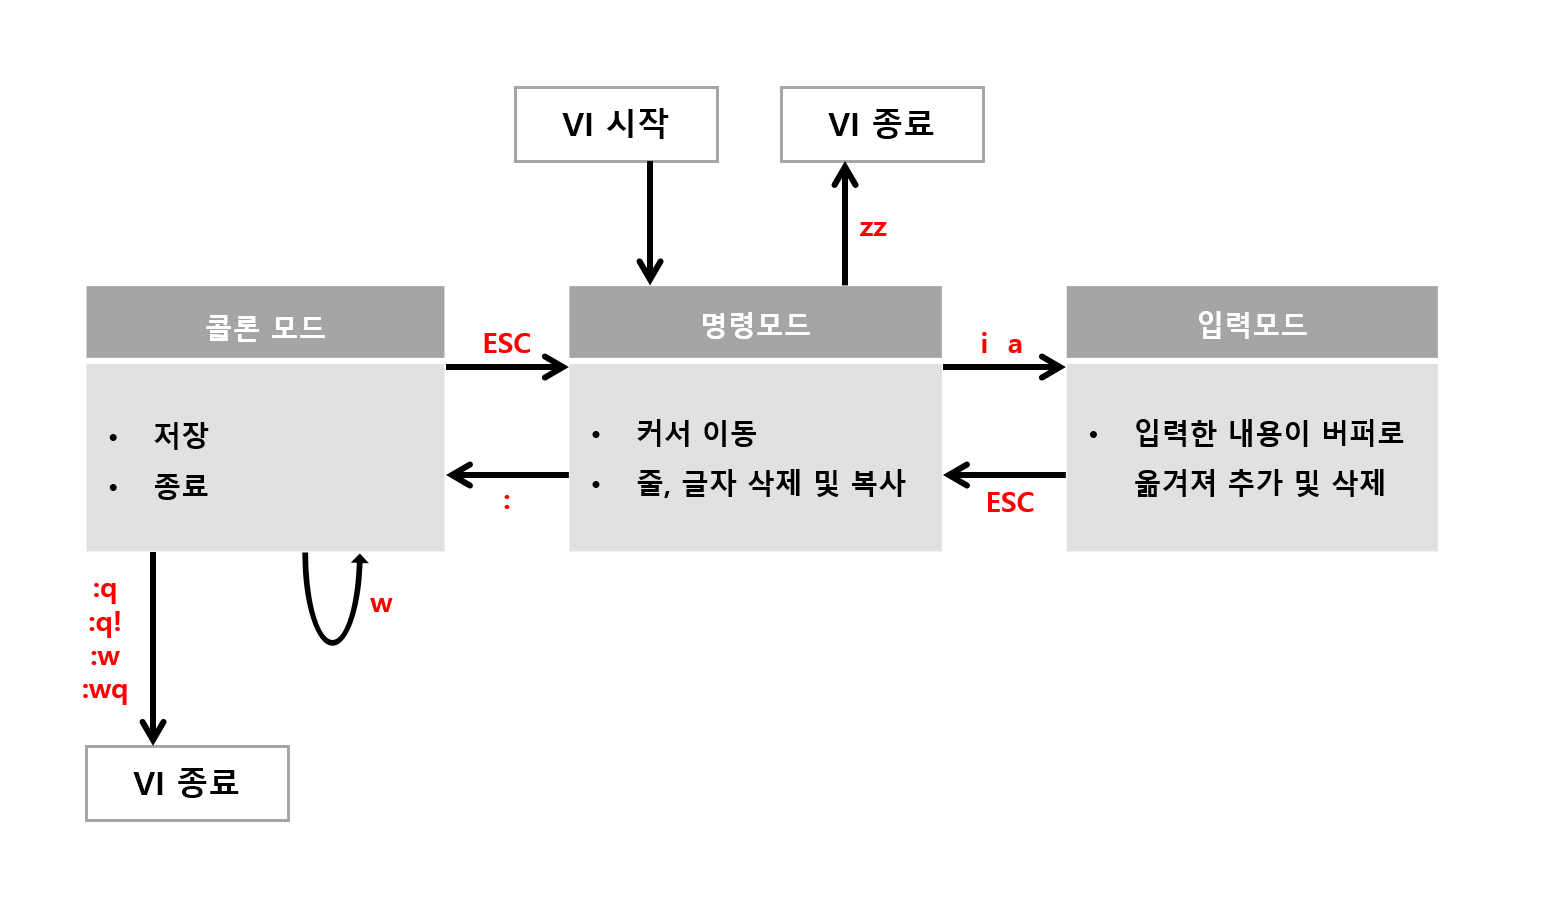 VI 시작
VI 종료
zz
콜론 모드
ESC
명령모드
i a
입력모드
• 저장
• 종료
:
• 커서 이동
• 줄, 글자 삭제 및 복사
ESC
• 입력한 내용이 버퍼로
옮겨져 추가 및 삭제
:q
:q!
:w
:wq
w
VI 종료